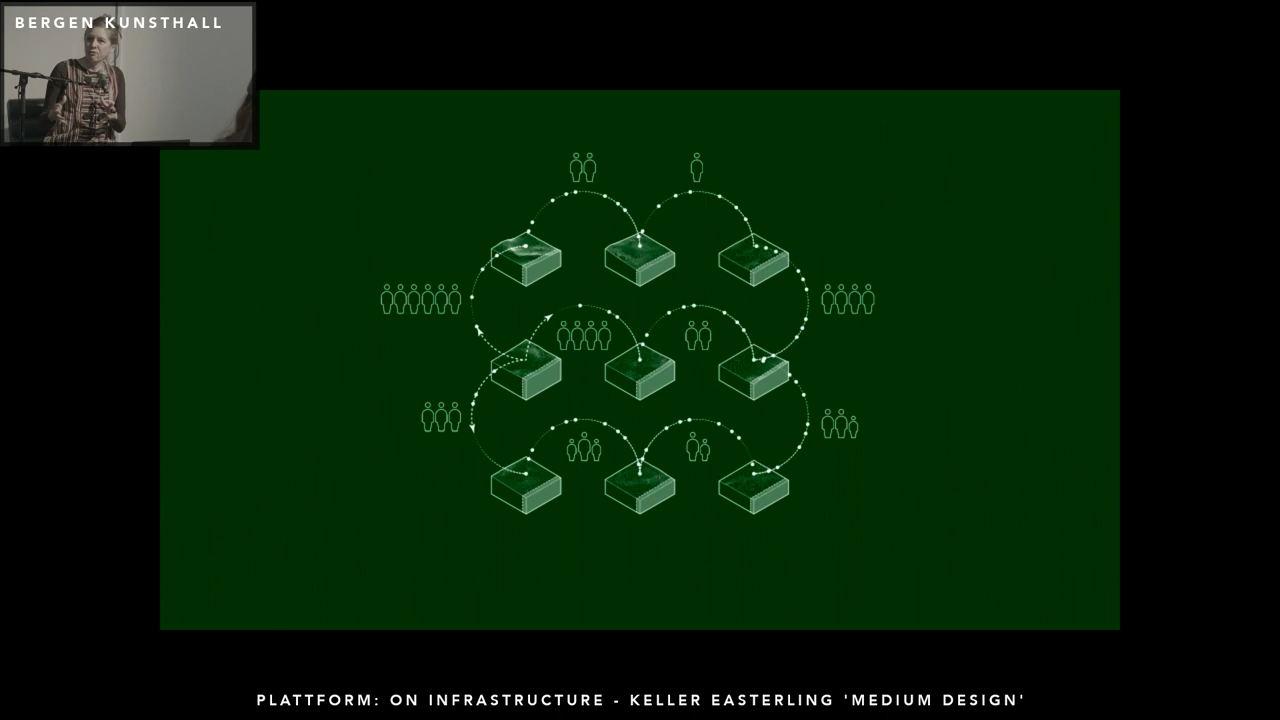 BERGEN KUNSTHALL
PLATTFORM: ON INFRASTRUCTURE - KELLER EASTERLING 'MEDIUM DESIGN'